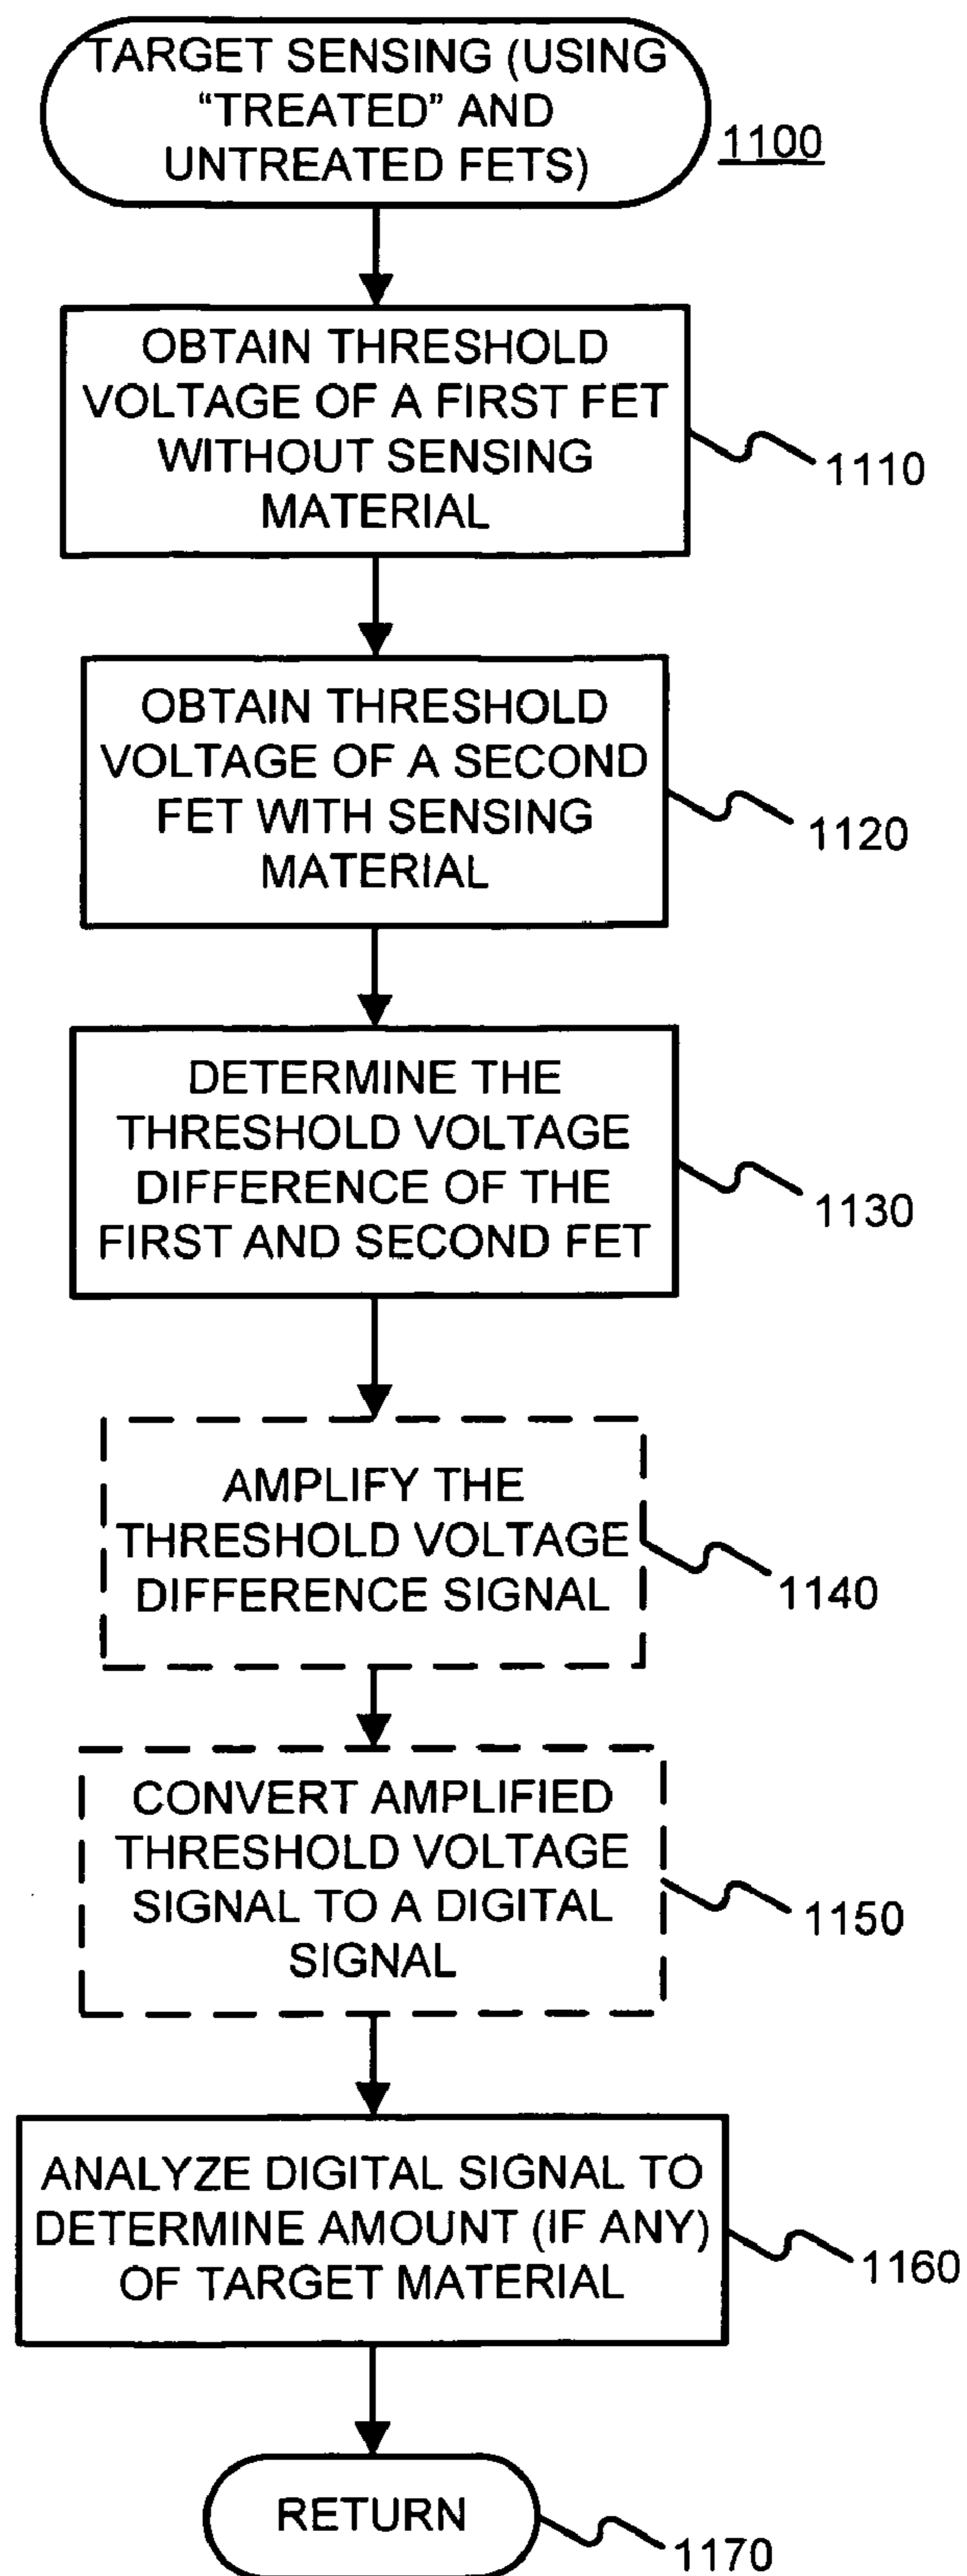 TARGET SENSING (USING
“TREATED” AND
UNTREATED FETS)
1100
OBTAIN THRESHOLD
VOLTAGE OF A FIRST FET
WITHOUT SENSING
MATERIAL
1110
OBTAIN THRESHOLD
VOLTAGE OF A SECOND
FET WITH SENSING
MATERIAL
1120
DETERMINE THE
THRESHOLD VOLTAGE
DIFFERENCE OF THE
FIRST AND SECOND FET
1130
AMPLIFY THE
THRESHOLD VOLTAGE
DIFFERENCE SIGNAL
1140
CONVERT AMPLIFIED
THRESHOLD VOLTAGE
SIGNAL TO A DIGITAL
SIGNAL
1150
ANALYZE DIGITAL SIGNAL TO
DETERMINE AMOUNT (IF ANY)
OF TARGET MATERIAL
1160
RETURN
1170